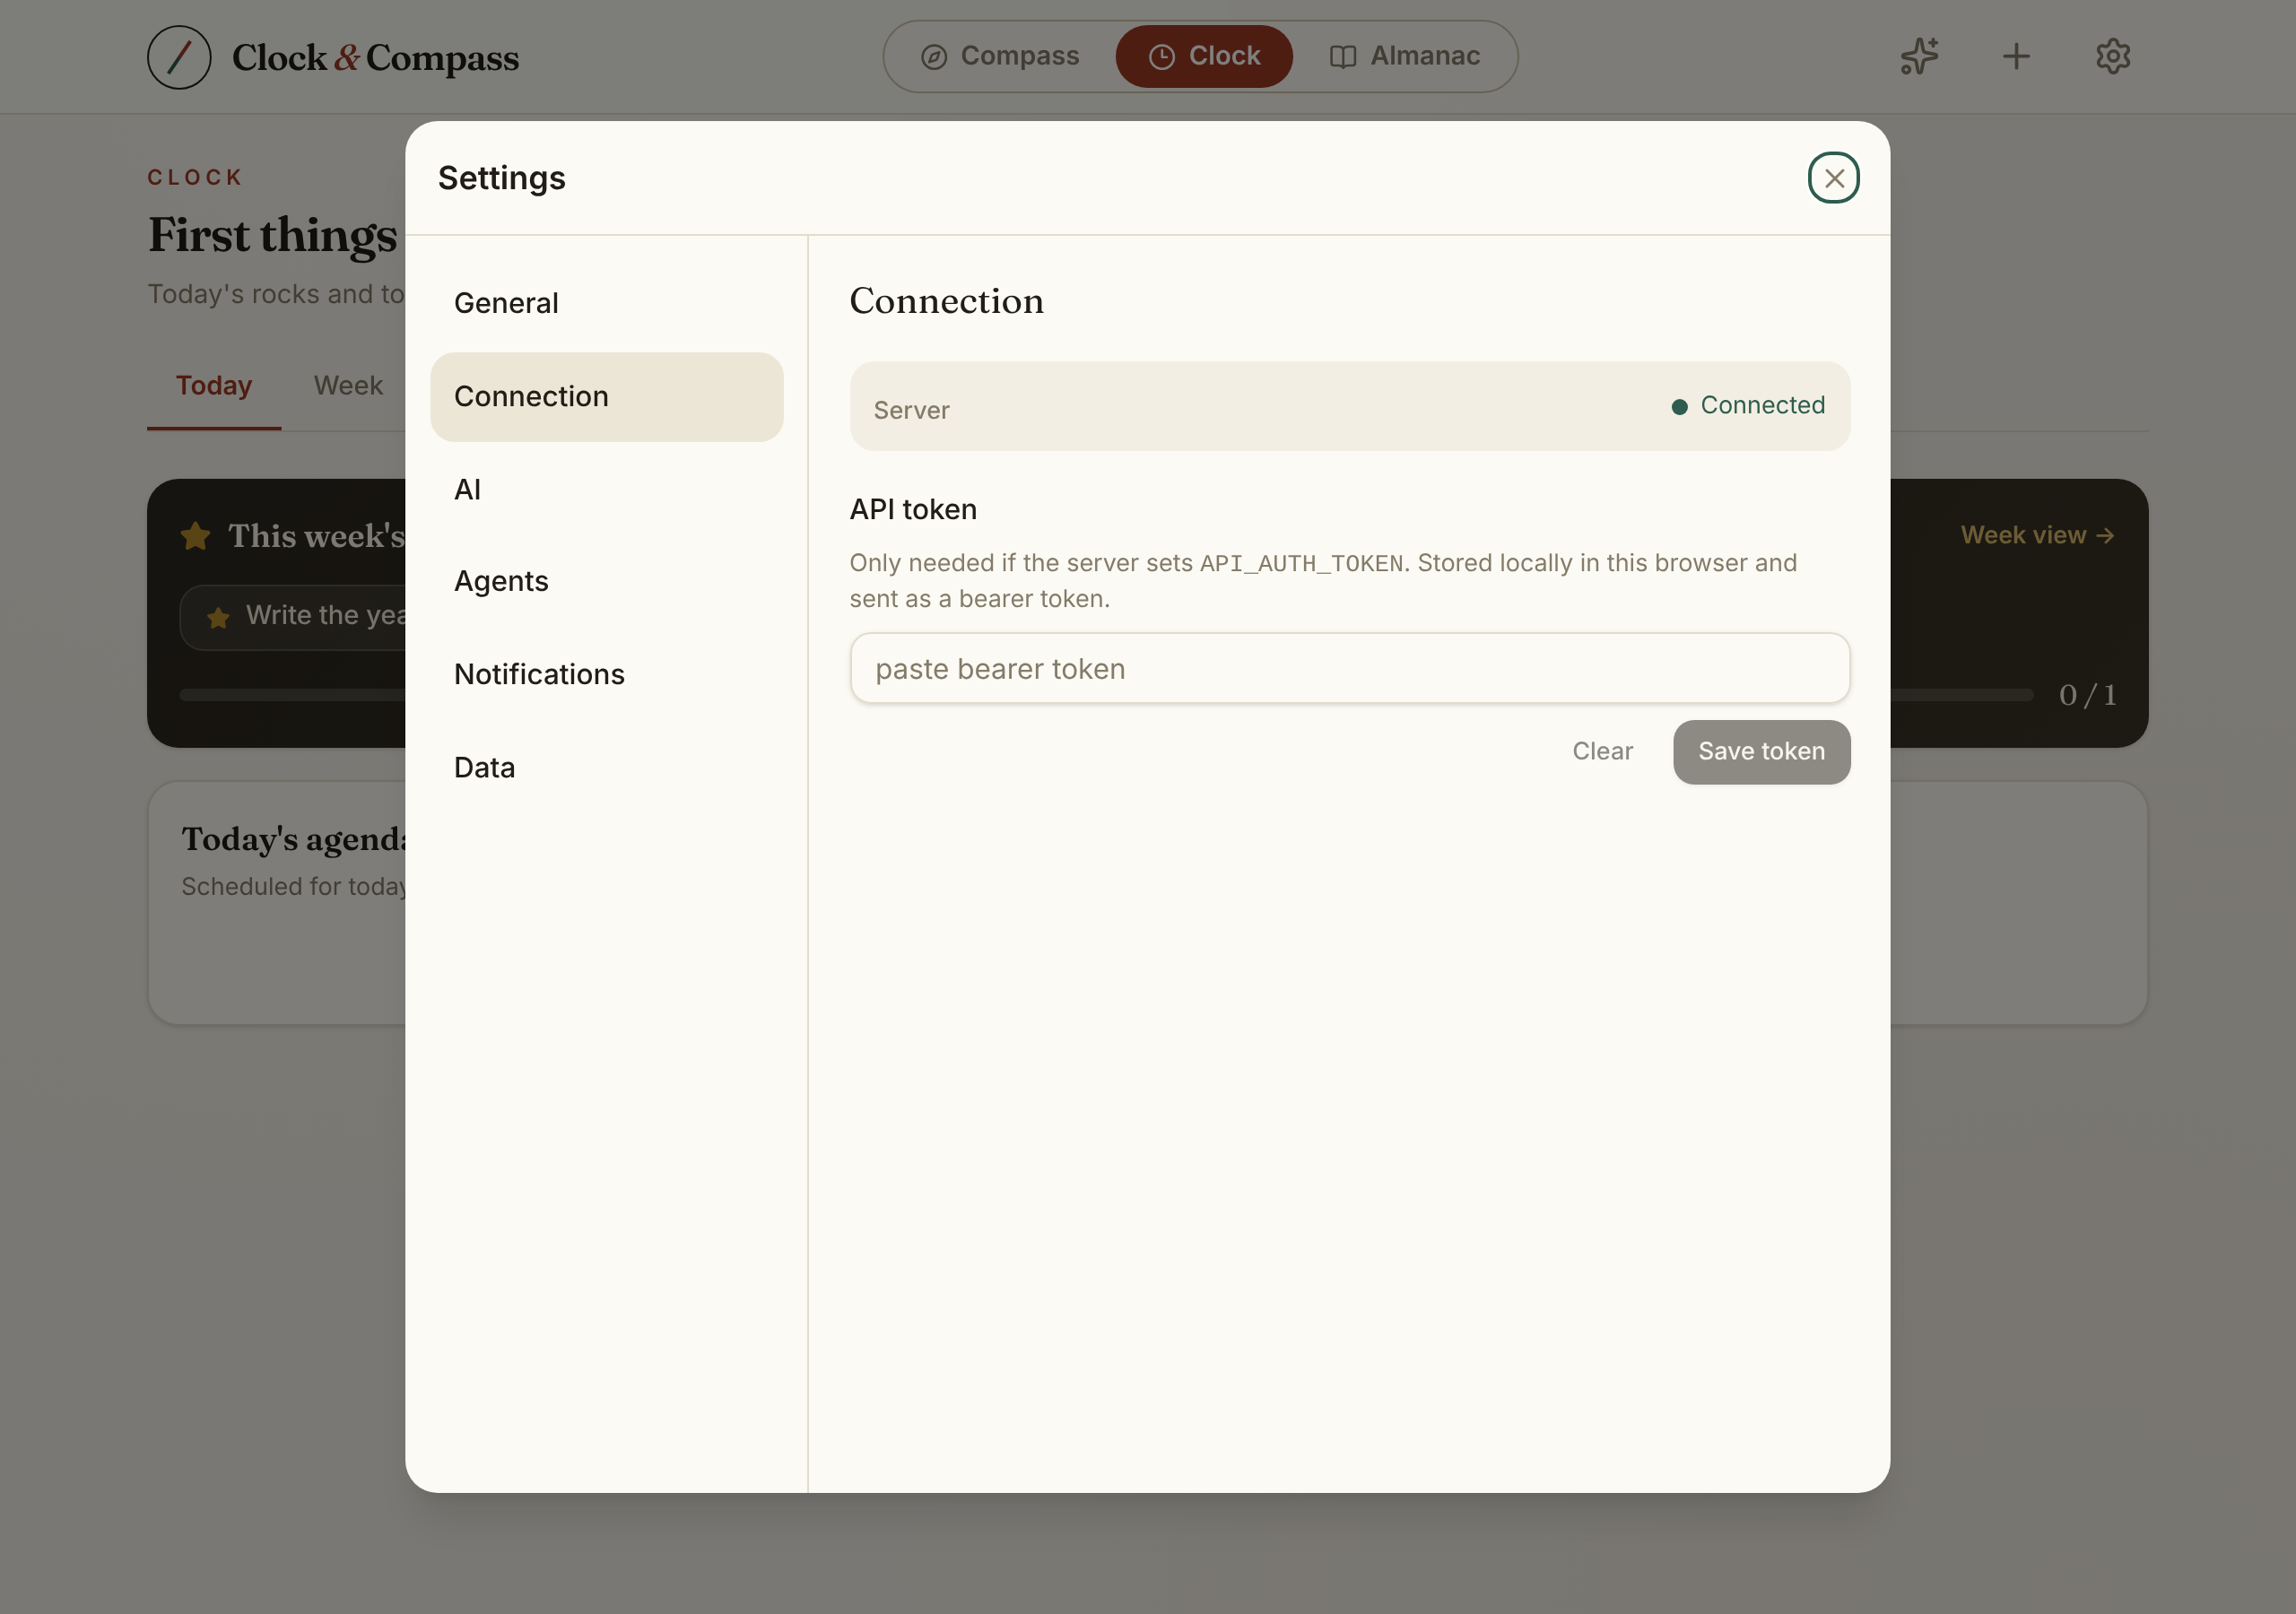 Clock & Compass
Compass
Clock
Almanac
CLOCK
First things
Today's rocks and to
Today
Week
This week's
Week view →
Write the yea
0 / 1
Today's agenda
Scheduled for today
Settings
General
Connection
AI
Agents
Notifications
Data
Connection
Server
Connected
API token
Only needed if the server sets API_AUTH_TOKEN. Stored locally in this browser and
sent as a bearer token.
paste bearer token
Clear
Save token